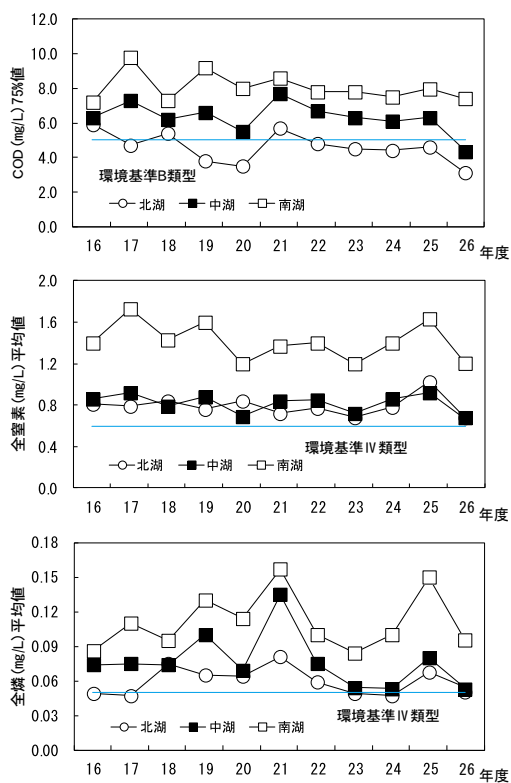 COD(㎎/L)75%値
12.0
10.0
8.0
6.0
4.0
2.0
0.0
環境基準B類型
北湖 中湖 南湖
16 17 18 19 20 21 22 23 24 25 26 年度
全窒素(㎎/L)平均値
2.0
1.6
1.2
0.8
0.4
0.0
環境基準Ⅳ類型
北湖 中湖 南湖
16 17 18 19 20 21 22 23 24 25 26 年度
全燐(㎎/L)平均値
0.18
0.15
0.12
0.09
0.06
0.03
0.00
環境基準Ⅳ類型
北湖 中湖 南湖
16 17 18 19 20 21 22 23 24 25 26 年度